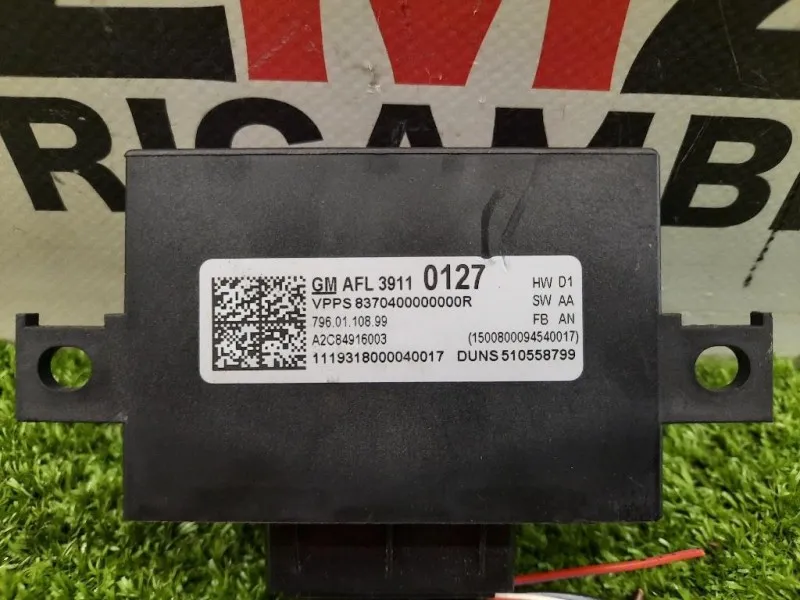 RICAMBI
GM AFL 3911 0127 HW D1
VPPS 8370400000000R SW AA
796.01.108.99 FB AN
A2C84916003 (1500800094540017)
1119318000040017 DUNS 510558799